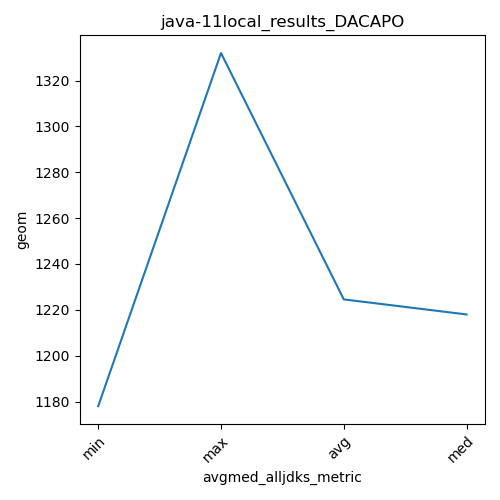 java-11local_results_DACAPO
geom
1320
1300
1280
1260
1240
1220
1200
1180
min
max
avg
med
avgmed_alljdks_metric